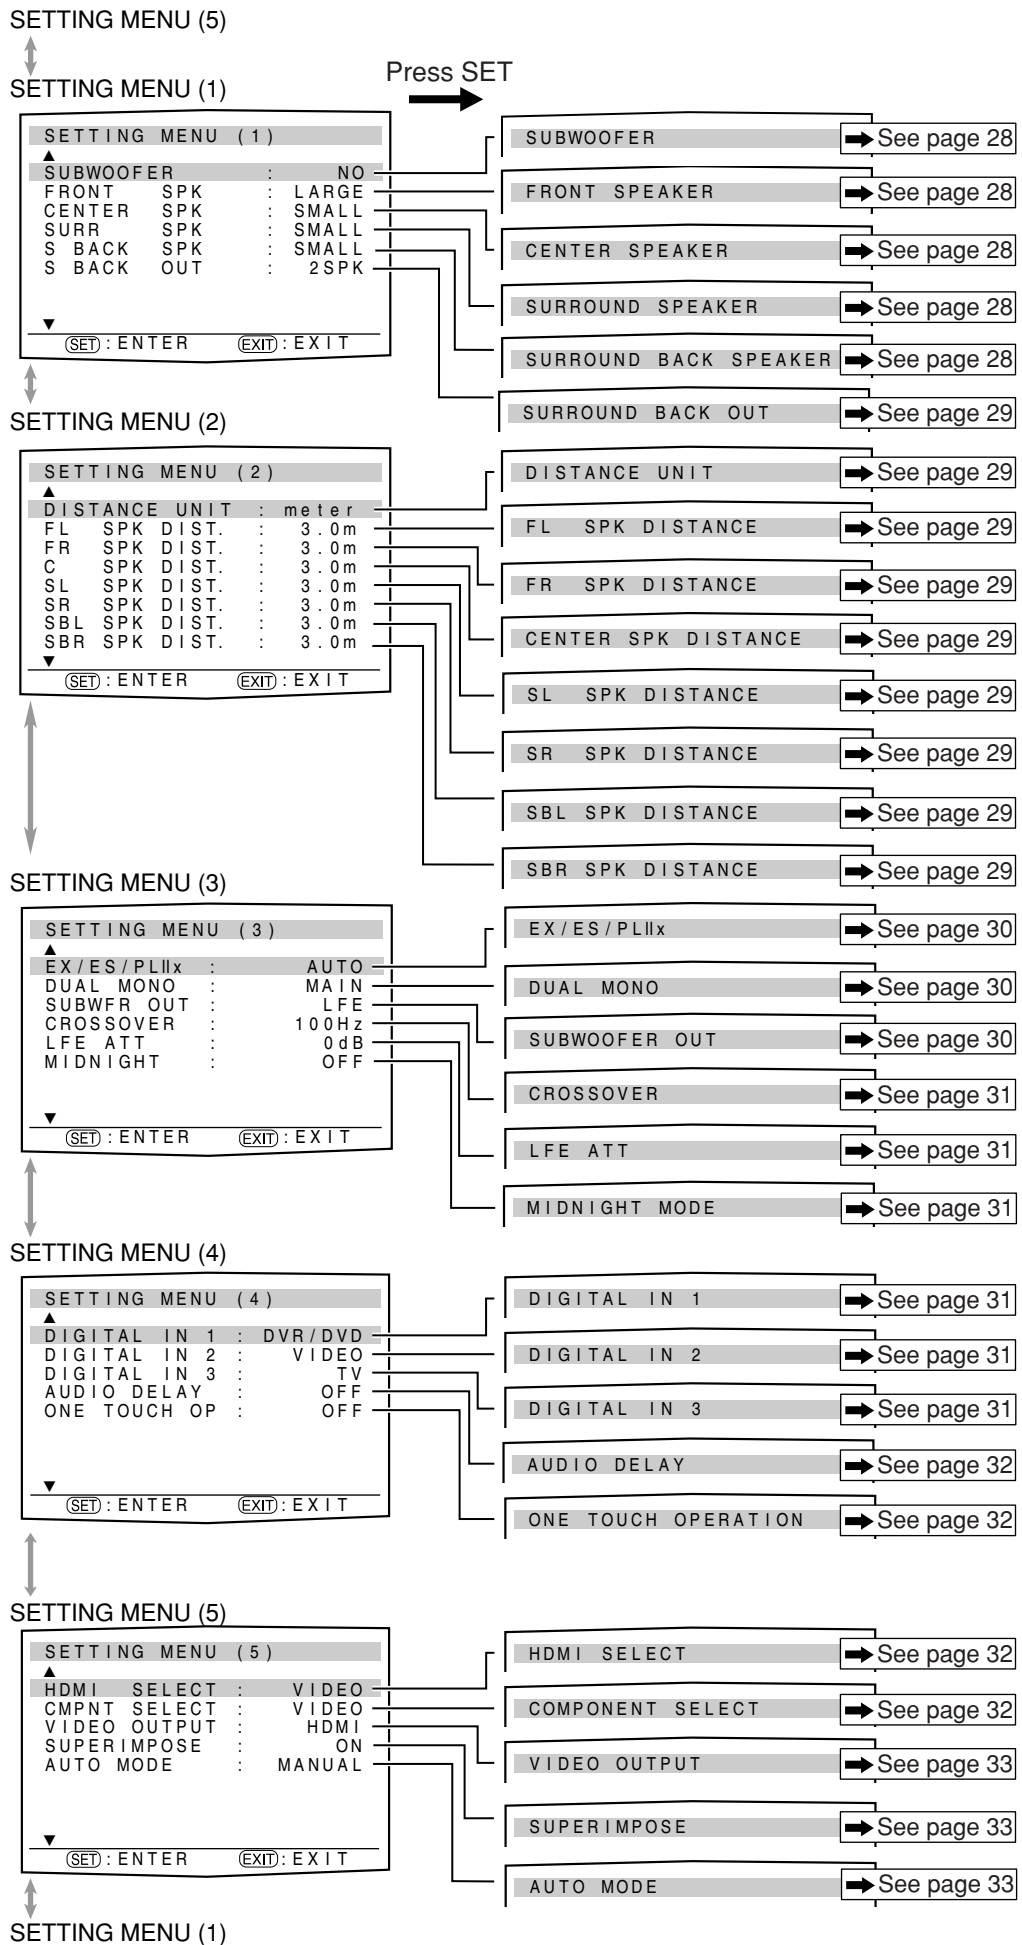 SETTING MENU (5)
SETTING MENU (1)
Press SET
SETTING MENU (1)
SUBWOOFER : NO
FRONT SPK : LARGE
CENTER SPK : SMALL
SURR SPK : SMALL
S BACK SPK : SMALL
S BACK OUT : 2SPK
SET : ENTER EXIT : EXIT
SUBWOOFER See page 28
FRONT SPEAKER See page 28
CENTER SPEAKER See page 28
SURROUND SPEAKER See page 28
SURROUND BACK SPEAKER See page 28
SURROUND BACK OUT See page 29
SETTING MENU (2)
SETTING MENU (2)
DISTANCE UNIT : meter
FL SPK DIST. : 3.0m
FR SPK DIST. : 3.0m
C SPK DIST. : 3.0m
SL SPK DIST. : 3.0m
SR SPK DIST. : 3.0m
SBL SPK DIST. : 3.0m
SBR SPK DIST. : 3.0m
SET : ENTER EXIT : EXIT
DISTANCE UNIT See page 29
FL SPK DISTANCE See page 29
FR SPK DISTANCE See page 29
CENTER SPK DISTANCE See page 29
SL SPK DISTANCE See page 29
SR SPK DISTANCE See page 29
SBL SPK DISTANCE See page 29
SBR SPK DISTANCE See page 29
SETTING MENU (3)
SETTING MENU (3)
EX/ES/PLIIx : AUTO
DUAL MONO : MAIN
SUBWFR OUT : LFE
CROSSOVER : 100Hz
LFE ATT : 0dB
MIDNIGHT : OFF
SET : ENTER EXIT : EXIT
EX/ES/PLIIx See page 30
DUAL MONO See page 30
SUBWOOFER OUT See page 30
CROSSOVER See page 31
LFE ATT See page 31
MIDNIGHT MODE See page 31
SETTING MENU (4)
SETTING MENU (4)
DIGITAL IN 1 : DVR/DVD
DIGITAL IN 2 : VIDEO
DIGITAL IN 3 : TV
AUDIO DELAY : OFF
ONE TOUCH OP : OFF
SET : ENTER EXIT : EXIT
DIGITAL IN 1 See page 31
DIGITAL IN 2 See page 31
DIGITAL IN 3 See page 31
AUDIO DELAY See page 32
ONE TOUCH OPERATION See page 32
SETTING MENU (5)
SETTING MENU (5)
HDMI SELECT : VIDEO
CMPNT SELECT : VIDEO
VIDEO OUTPUT : HDMI
SUPERIMPOSE : ON
AUTO MODE : MANUAL
SET : ENTER EXIT : EXIT
HDMI SELECT See page 32
COMPONENT SELECT See page 32
VIDEO OUTPUT See page 33
SUPERIMPOSE See page 33
AUTO MODE See page 33
SETTING MENU (1)